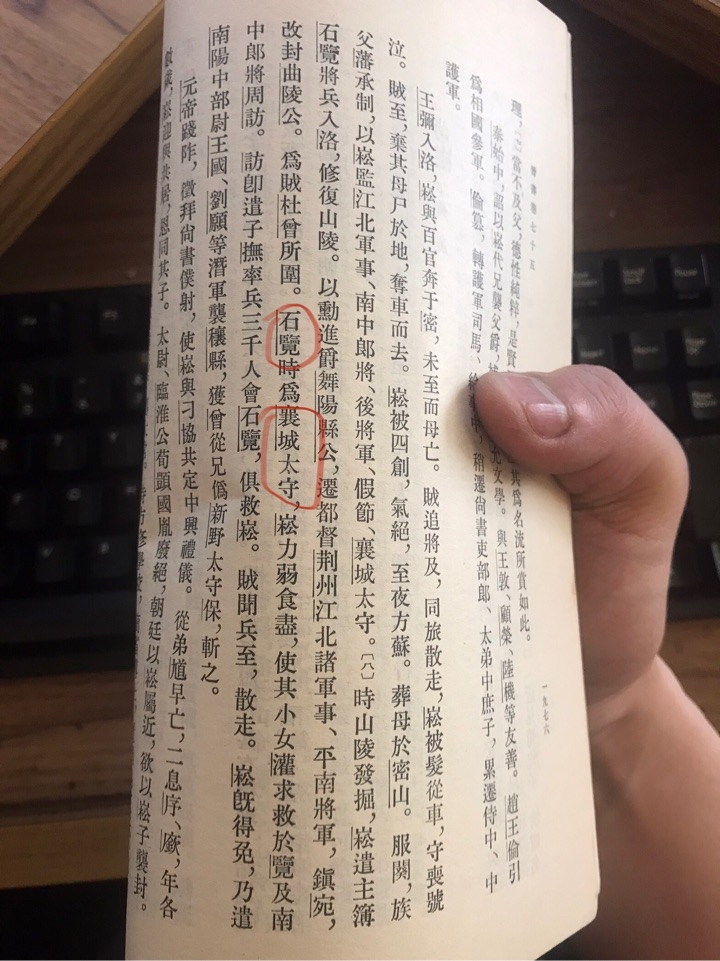 晉書卷七十五
一九七六
當不及父，德性純粹，是賢 其爲名流所賞如此。
泰始中，詔以崧代兄襲父爵，補 文學。與王敦、顧榮、陸機等友善。趙王倫引
爲相國參軍。倫篡，轉護軍司馬、給 中，稍遷尚書吏部郎、太弟中庶子，累遷侍中、中
護軍。
王彌入洛，崧與百官奔于密，未至而母亡。賊追將及，同旅散走，崧被髮從車，守喪號
泣。賊至，棄其母尸於地，奪車而去。崧被四創，氣絕，至夜方蘇。葬母於密山。服闋，族
父藩承制，以崧監江北軍事、南中郎將、後將軍、假節、襄城太守。〔八〕時山陵發掘，崧遣主簿
石覽將兵入洛，修復山陵。以勳進爵舞陽縣公，遷都督荆州江北諸軍事、平南將軍，鎭宛，
改封曲陵公。爲賊杜曾所圍。石覽時爲襄城太守，崧力弱食盡，使其小女灌求救於覽及南
中郎將周訪。訪卽遣子撫率兵三千人會石覽，俱救崧。賊聞兵至，散走。崧旣得免，乃遣
南陽中部尉王國、劉願等潛軍襲穰縣，獲曾從兄僞新野太守保，斬之。
元帝踐阼，徵拜尚書僕射，使崧與刁協共定中興禮儀。從弟馗早亡，二息序、廞，年各
數歲，崧迎與共居，恩同其子。太尉、臨淮公荀顗國胤廢絕，朝廷以崧屬近，欲以崧子襲封。